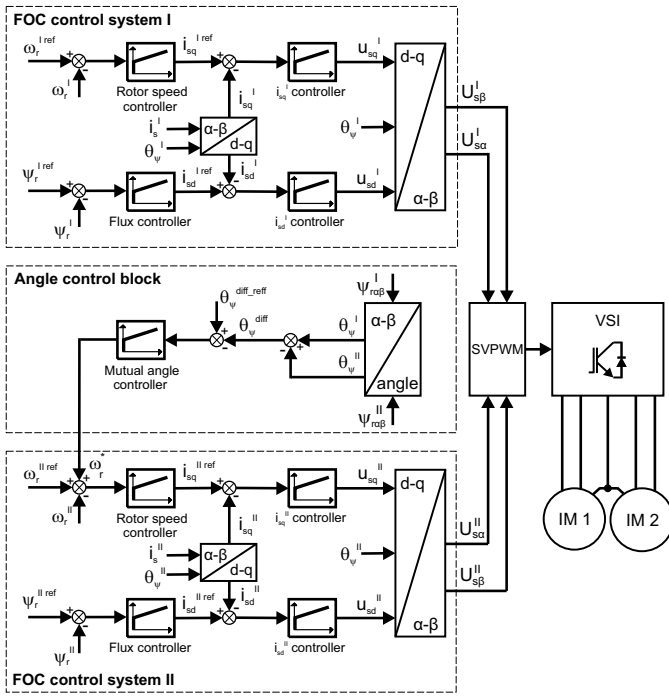 FOC control system I
ω_r^I ref
+
-
ω_r^I
Rotor speed
controller
i_sq^I ref
+
-
i_sq^I
i_sq^I controller
u_sq^I
d-q
α-β
θ_ψ^I
U_sβ^I
U_sα^I
i_s^I
θ_ψ^I
α-β
d-q
i_sd^I
ψ_r^I ref
+
-
ψ_r^I
Flux controller
i_sd^I ref
+
-
i_sd^I controller
u_sd^I
Angle control block
Mutual angle
controller
θ_ψ^diff_reff
+
-
θ_ψ^diff
+
-
θ_ψ^I
θ_ψ^II
ψ_rαβ^I
α-β
angle
ψ_rαβ^II
SVPWM
VSI
IM 1
IM 2
ω_r^II ref
+
+
-
ω_r^*
ω_r^II
Rotor speed
controller
i_sq^II ref
+
-
i_sq^II
i_sq^II controller
u_sq^II
d-q
α-β
θ_ψ^II
U_sα^II
U_sβ^II
i_s^II
θ_ψ^II
α-β
d-q
i_sd^II
ψ_r^II ref
+
-
ψ_r^II
Flux controller
i_sd^II ref
+
-
i_sd^II controller
u_sd^II
FOC control system II